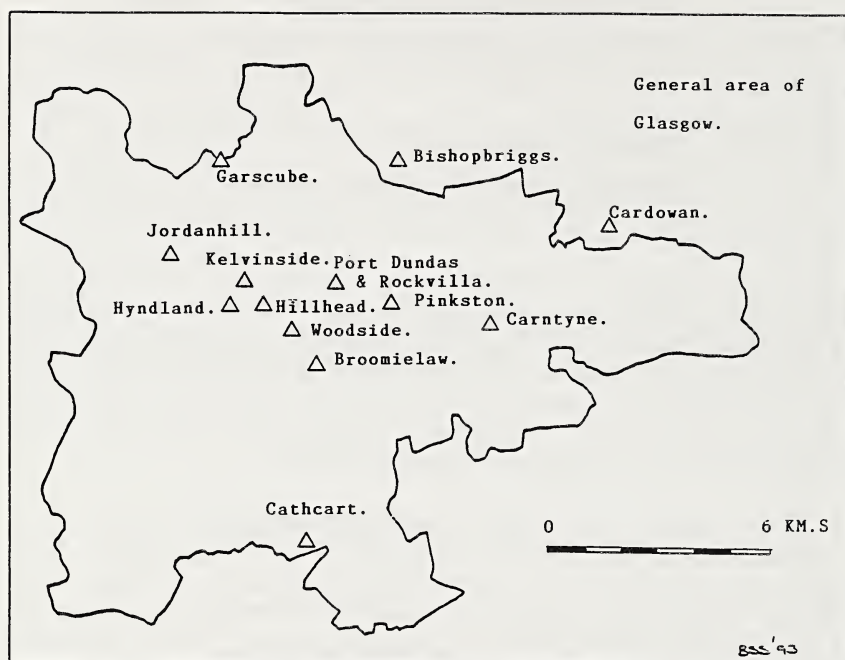 General area of
Glasgow.
Bishopbriggs.
Garscube.
Cardowan.
Jordanhill.
Kelvinside.
Port Dundas
& Rockvilla.
Hyndland.
Hillhead.
Pinkston.
Woodside.
Carntyne.
Broomielaw.
Cathcart.
0 6 KM.S
BSS'93